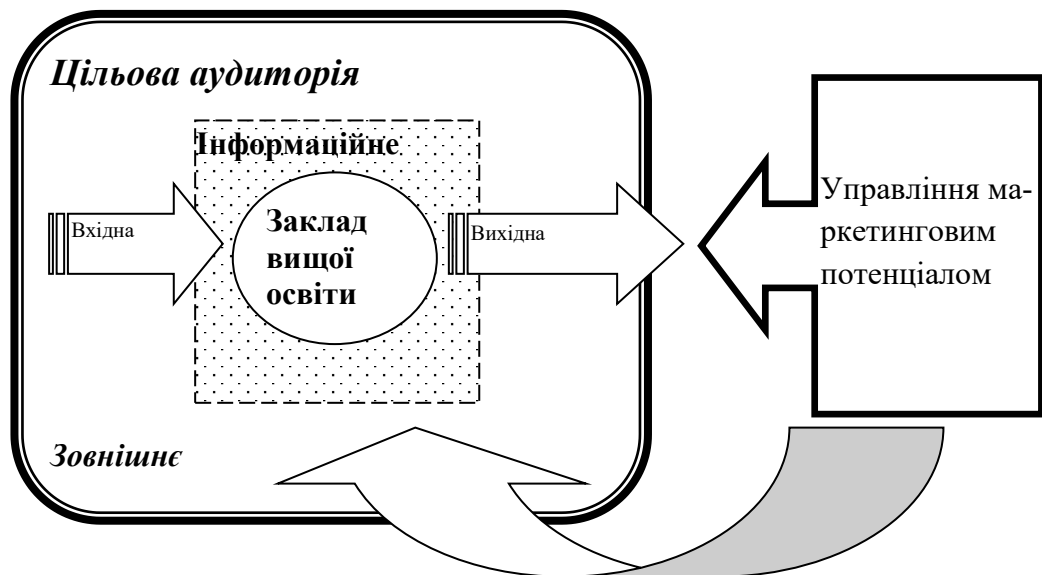 Цільова аудиторія
Інформаційне
Вхідна
Заклад
вищої
освіти
Вихідна
Управління ма-
ркетинговим
потенціалом
Зовнішнє